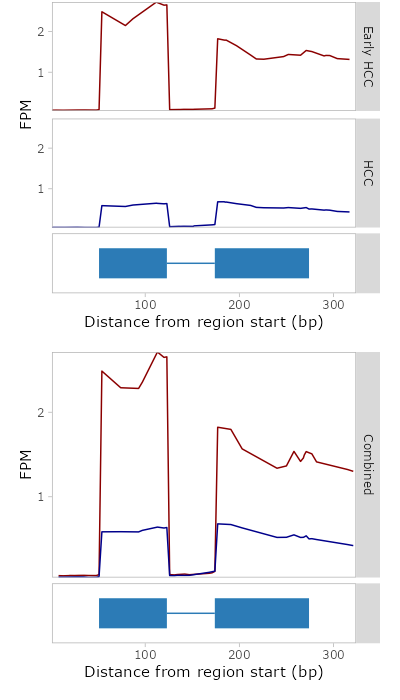 2
1
Early HCC
FPM
2
1
HCC
100 200 300
Distance from region start (bp)
2
1
FPM
Combined
100 200 300
Distance from region start (bp)